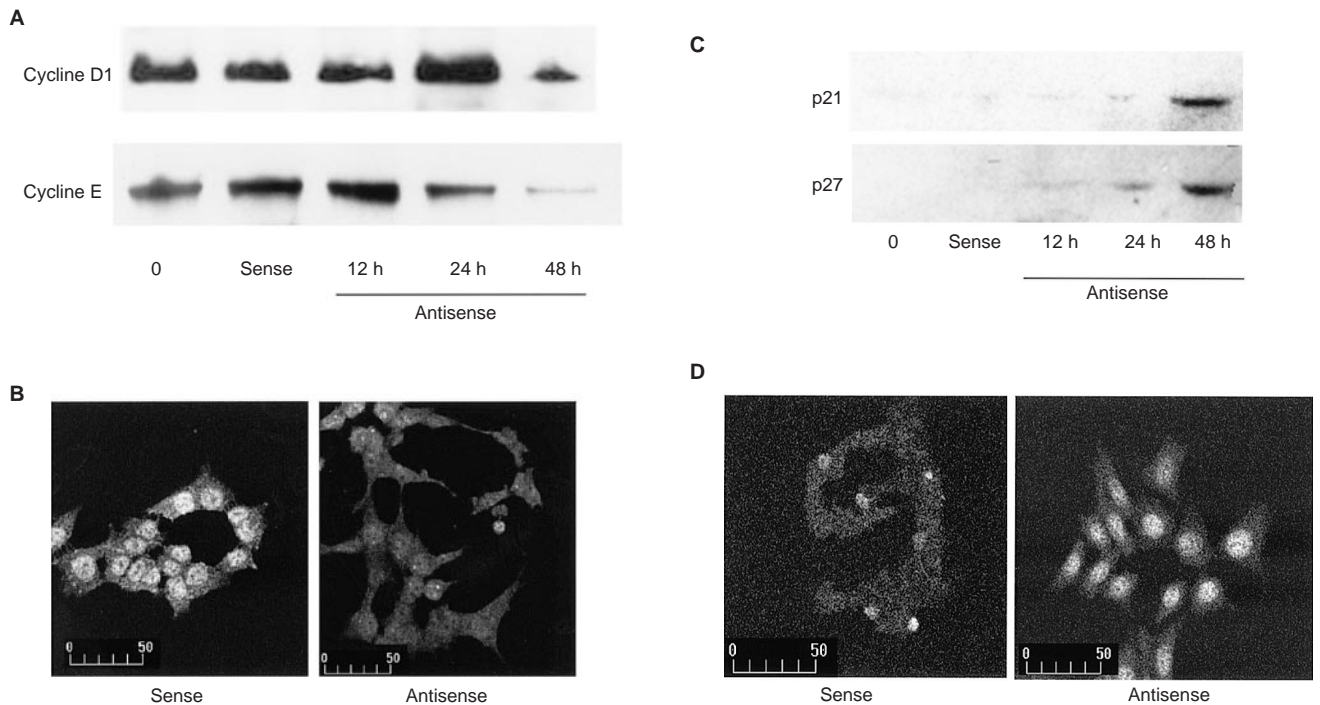 A
Cycline D1
Cycline E
0 Sense 12 h 24 h 48 h
Antisense
B
0 50
Sense
0 50
Antisense
C
p21
p27
0 Sense 12 h 24 h 48 h
Antisense
D
0 50
Sense
0 50
Antisense